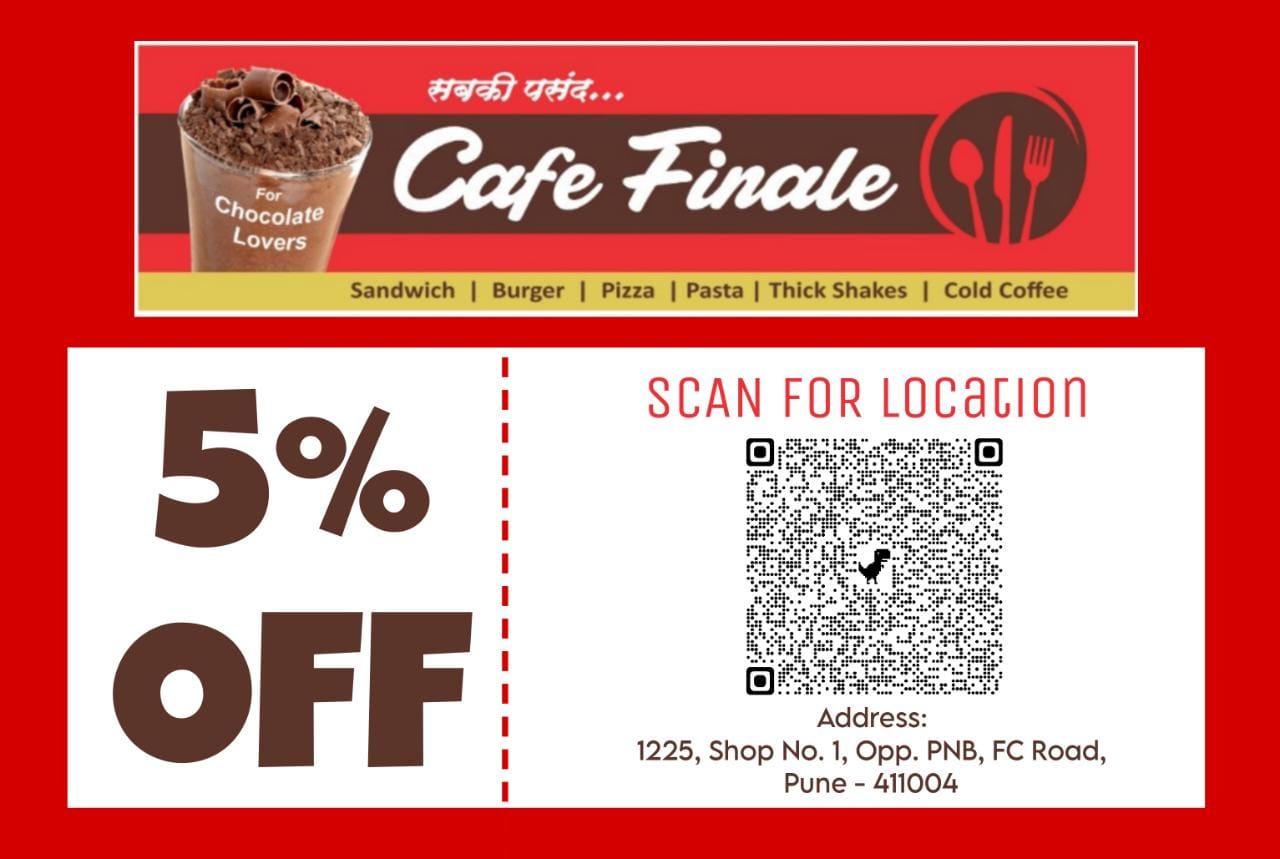 सबकी पसंद...
Cafe Finale
For
Chocolate
Lovers
Sandwich | Burger | Pizza | Pasta | Thick Shakes | Cold Coffee
5%
OFF
SCAN FOR LOCATION
Address:
1225, Shop No. 1, Opp. PNB, FC Road,
Pune - 411004